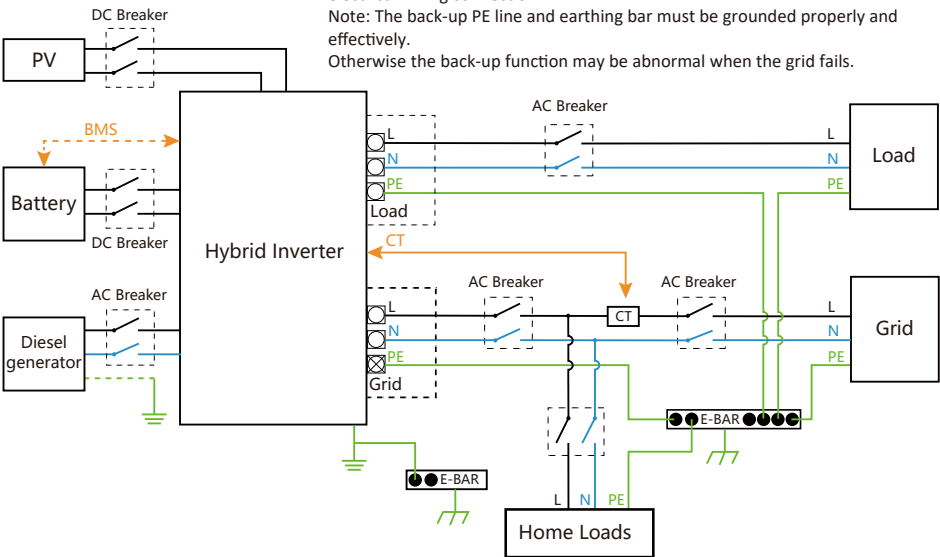 Note: The back-up PE line and earthing bar must be grounded properly and
effectively.
Otherwise the back-up function may be abnormal when the grid fails.
DC Breaker
PV
AC Breaker
BMS
L
L
N
N
Load
PE
PE
Battery
Load
DC Breaker
CT
Hybrid Inverter
AC Breaker
AC Breaker
AC Breaker
L
L
CT
Diesel
generator
N
N
Grid
PE
PE
Grid
E-BAR
E-BAR
L
N
PE
Home Loads